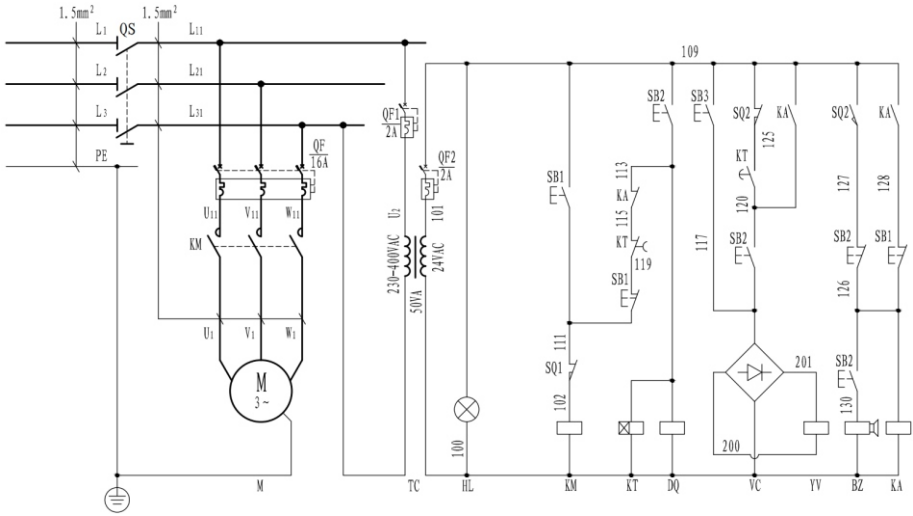 1.5mm² 1.5mm²
L1 QS L11
L2 L21
L3 L31
PE
QF
16A
QF1
2A
QF2
2A
U11 V11 W11
KM
U2 101
230-400VAC 24VAC
50VA
U1 V1 W1
M
3~
109
SB2 SB3 SQ2 125 KA SQ2 KA
SB1 113 KA 115 KT 119 SB1
KT 120 127 128
117 SB2 SB2 SB1
126
111
SQ1
102
SB2
130
201
200
100
M TC HL KM KT DQ VC YV BZ KA